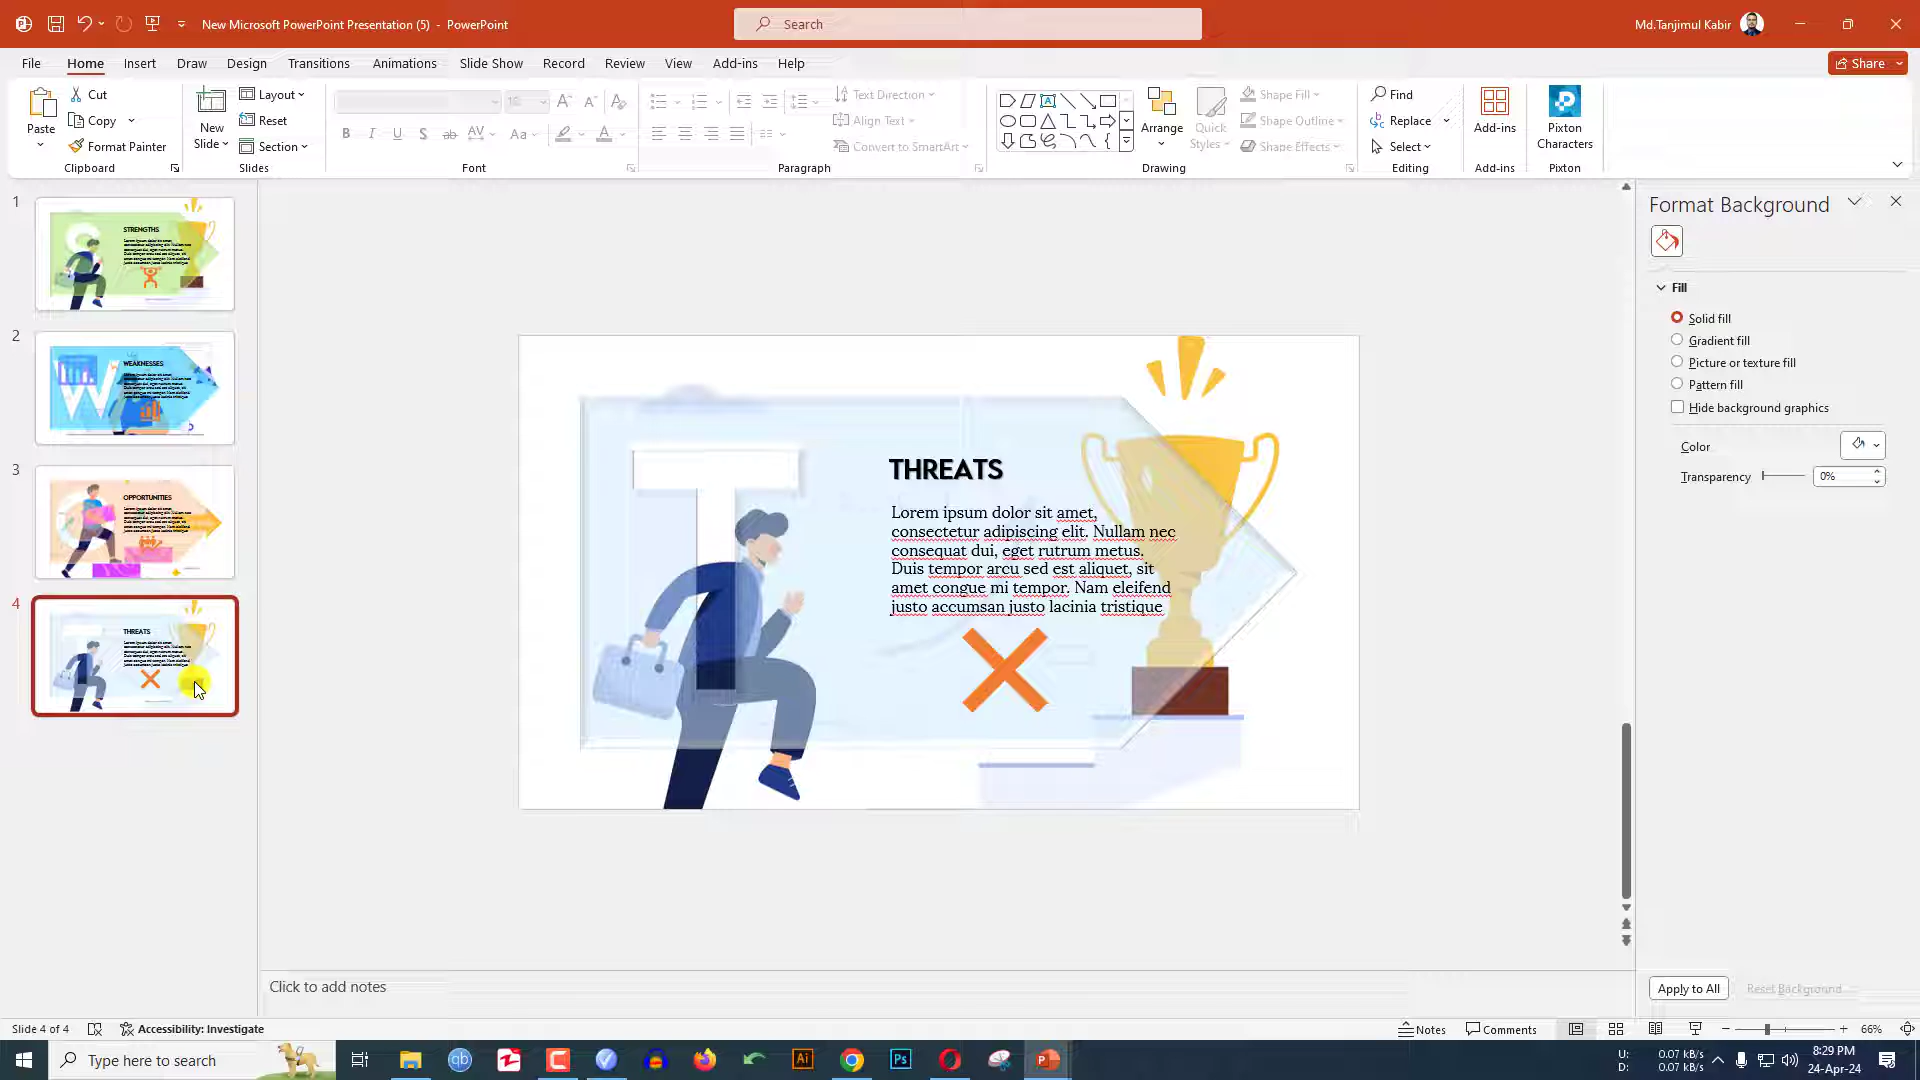 New Microsoft PowerPoint Presentation (5) - PowerPoint
Search
Md.Tanjimul Kabir
File Home Insert Draw Design Transitions Animations Slide Show Record Review View Add-ins Help
Share
Paste
Cut
Copy
Format Painter
Clipboard
New Slide
Layout
Reset
Section
Slides
Font
Text Direction
Align Text
Convert to SmartArt
Paragraph
Arrange
Quick Styles
Shape Fill
Shape Outline
Shape Effects
Drawing
Find
Replace
Select
Editing
Add-ins
Add-ins
Pixton Characters
Pixton
1
STRENGTHS
2
WEAKNESSES
3
OPPORTUNITIES
4
THREATS
THREATS
Lorem ipsum dolor sit amet,
consectetur adipiscing elit. Nullam nec
consequat dui, eget rutrum metus.
Duis tempor arcu sed est aliquet, sit
amet congue mi tempor. Nam eleifend
justo accumsan justo lacinia tristique
Format Background
Fill
Solid fill
Gradient fill
Picture or texture fill
Pattern fill
Hide background graphics
Color
Transparency 0%
Apply to All Reset Background
Click to add notes
Slide 4 of 4 Accessibility: Investigate
Notes Comments 66%
Type here to search
U: 0.07 kB/s
D: 0.07 kB/s
8:29 PM
24-Apr-24